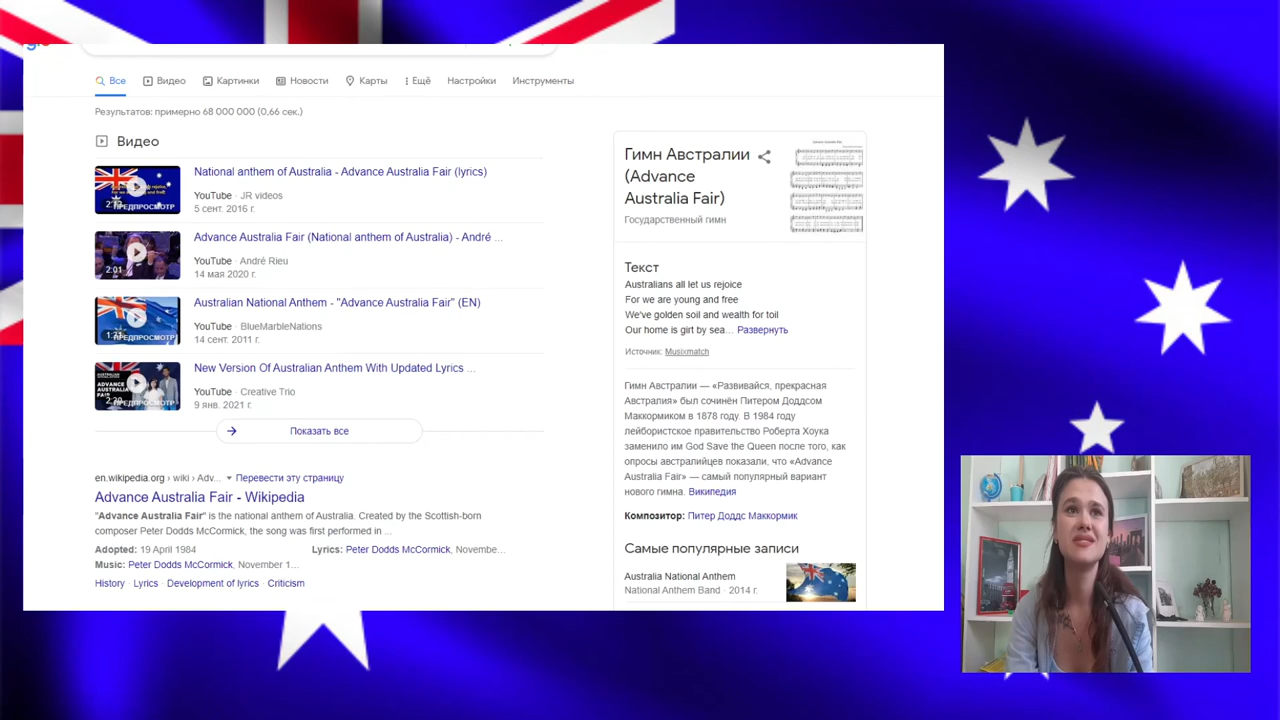 Все Видео Картинки Новости Карты Ещё Настройки Инструменты
Результатов: примерно 68 000 000 (0,66 сек.)
Видео
National anthem of Australia - Advance Australia Fair (lyrics)
YouTube · JR videos
5 сент. 2016 г.
ПРЕДПРОСМОТР
Advance Australia Fair (National anthem of Australia) - André ...
YouTube · André Rieu
14 мая 2020 г.
2:01
Australian National Anthem - "Advance Australia Fair" (EN)
YouTube · BlueMarbleNations
14 сент. 2011 г.
ПРЕДПРОСМОТР
New Version Of Australian Anthem With Updated Lyrics ...
YouTube · Creative Trio
9 янв. 2021 г.
ADVANCE
AUSTRALIA
ПРЕДПРОСМОТР
Показать все
en.wikipedia.org › wiki › Adv... Перевести эту страницу
Advance Australia Fair - Wikipedia
"Advance Australia Fair" is the national anthem of Australia. Created by the Scottish-born
composer Peter Dodds McCormick, the song was first performed in ...
Adopted: 19 April 1984 Lyrics: Peter Dodds McCormick, Novembe...
Music: Peter Dodds McCormick, November 1...
History · Lyrics · Development of lyrics · Criticism
Гимн Австралии
(Advance
Australia Fair)
Государственный гимн
Текст
Australians all let us rejoice
For we are young and free
We've golden soil and wealth for toil
Our home is girt by sea... Развернуть
Источник: Musixmatch
Гимн Австралии — «Развивайся, прекрасная
Австралия» был сочинён Питером Доддсом
Маккормиком в 1878 году. В 1984 году
лейбористское правительство Роберта Хоука
заменило им God Save the Queen после того, как
опросы австралийцев показали, что «Advance
Australia Fair» — самый популярный вариант
нового гимна. Википедия
Композитор: Питер Доддс Маккормик
Самые популярные записи
Australia National Anthem
National Anthem Band · 2014 г.